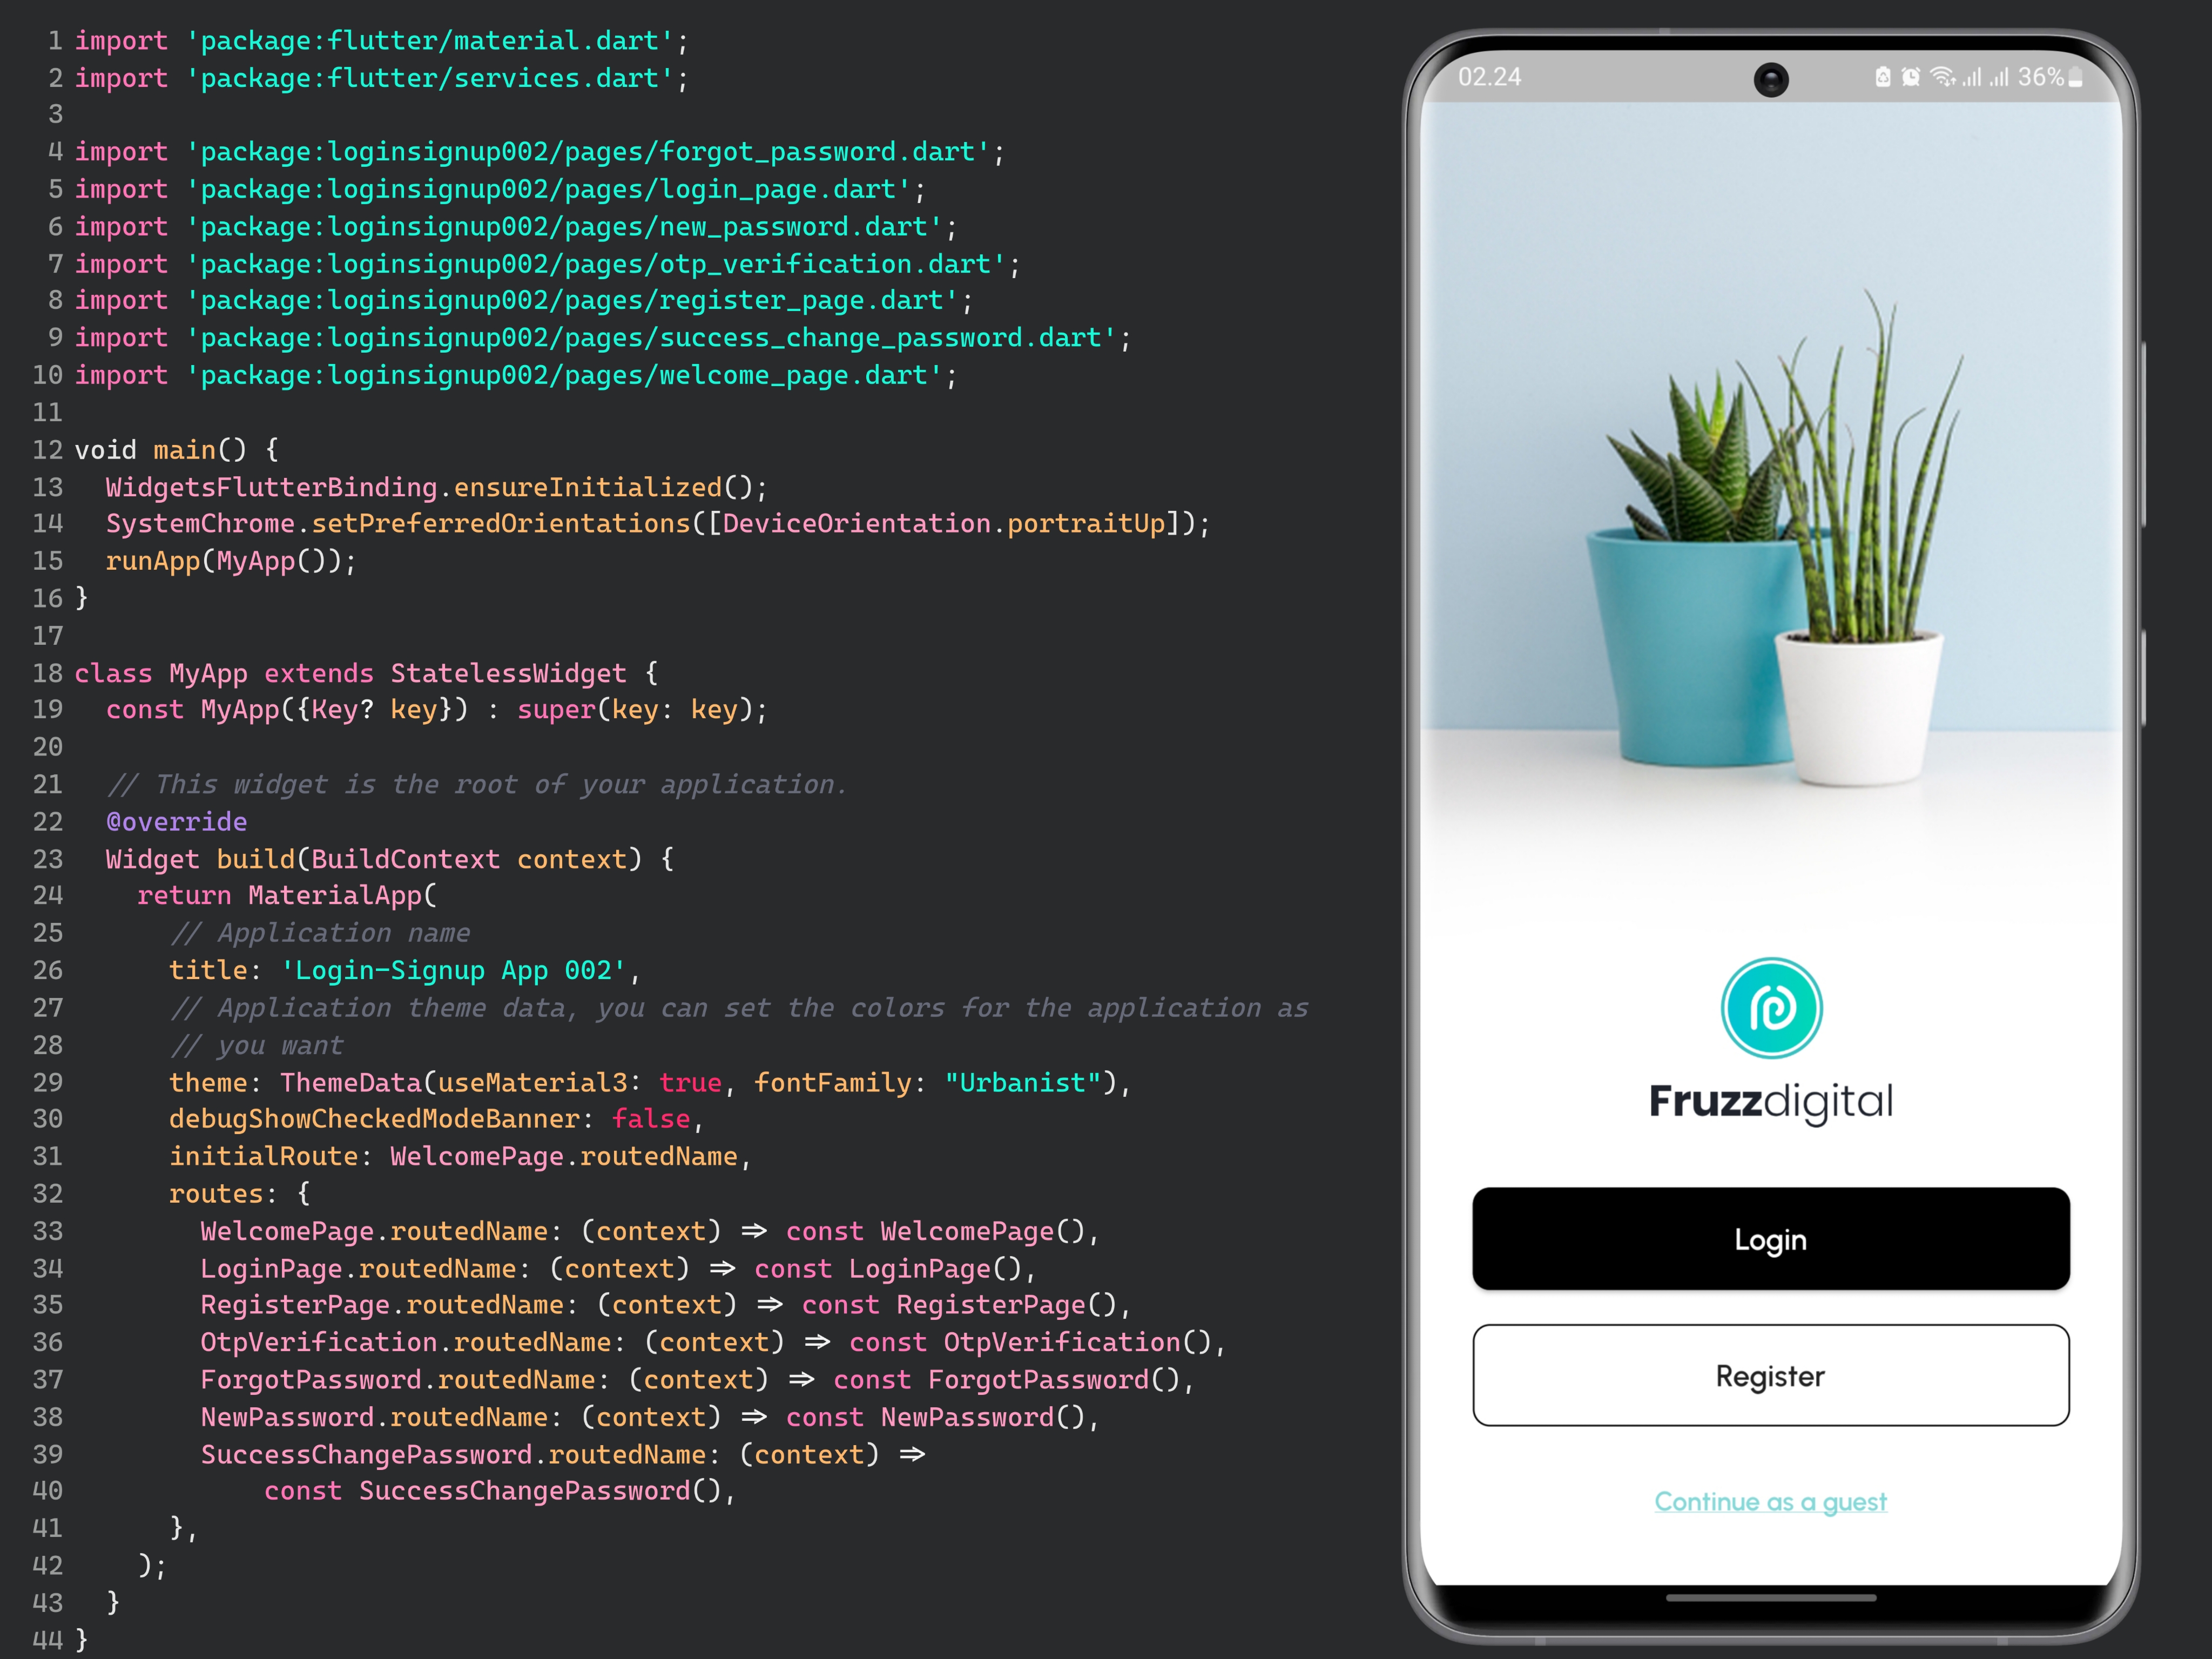 1 import 'package:flutter/material.dart';
2 import 'package:flutter/services.dart';
3
4 import 'package:loginsignup002/pages/forgot_password.dart';
5 import 'package:loginsignup002/pages/login_page.dart';
6 import 'package:loginsignup002/pages/new_password.dart';
7 import 'package:loginsignup002/pages/otp_verification.dart';
8 import 'package:loginsignup002/pages/register_page.dart';
9 import 'package:loginsignup002/pages/success_change_password.dart';
10 import 'package:loginsignup002/pages/welcome_page.dart';
11
12 void main() {
13   WidgetsFlutterBinding.ensureInitialized();
14   SystemChrome.setPreferredOrientations([DeviceOrientation.portraitUp]);
15   runApp(MyApp());
16 }
17
18 class MyApp extends StatelessWidget {
19   const MyApp({Key? key}) : super(key: key);
20
21   // This widget is the root of your application.
22   @override
23   Widget build(BuildContext context) {
24     return MaterialApp(
25       // Application name
26       title: 'Login-Signup App 002',
27       // Application theme data, you can set the colors for the application as
28       // you want
29       theme: ThemeData(useMaterial3: true, fontFamily: "Urbanist"),
30       debugShowCheckedModeBanner: false,
31       initialRoute: WelcomePage.routedName,
32       routes: {
33         WelcomePage.routedName: (context) => const WelcomePage(),
34         LoginPage.routedName: (context) => const LoginPage(),
35         RegisterPage.routedName: (context) => const RegisterPage(),
36         OtpVerification.routedName: (context) => const OtpVerification(),
37         ForgotPassword.routedName: (context) => const ForgotPassword(),
38         NewPassword.routedName: (context) => const NewPassword(),
39         SuccessChangePassword.routedName: (context) =>
40             const SuccessChangePassword(),
41       },
42     );
43   }
44 }
02.24 36%
Fruzzdigital
Login
Register
Continue as a guest